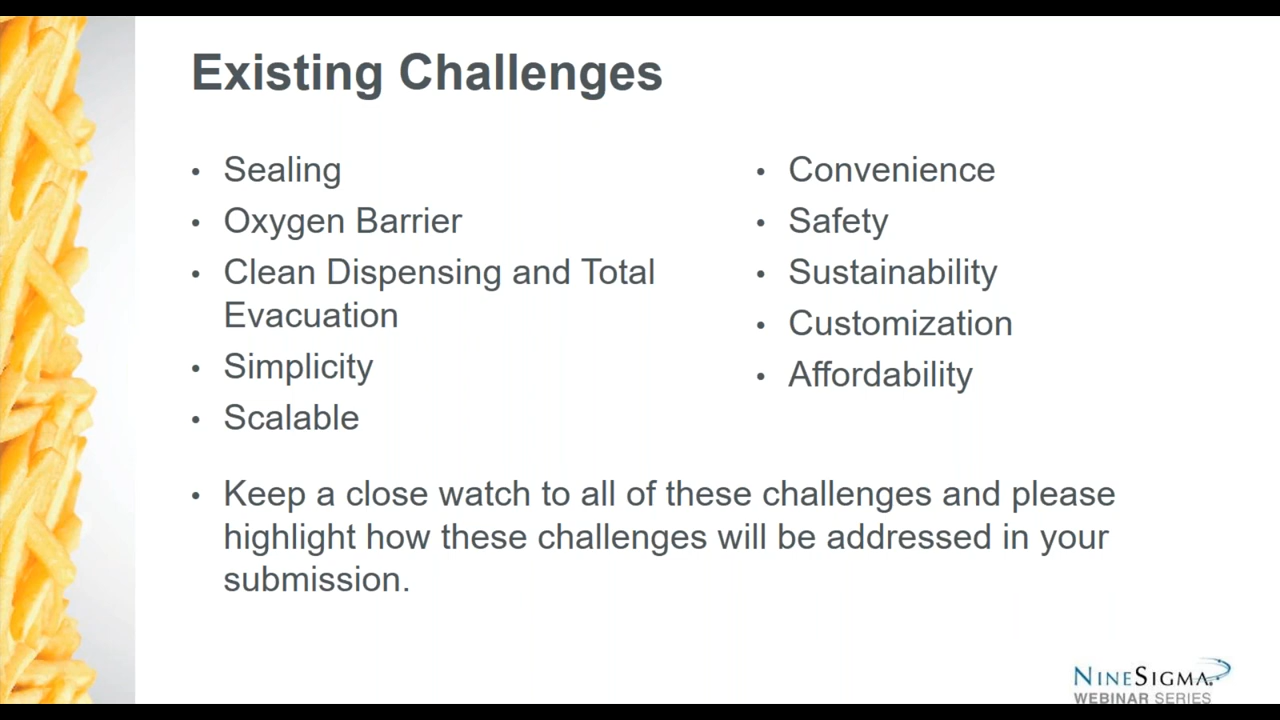 Existing Challenges
• Sealing
• Oxygen Barrier
• Clean Dispensing and Total
Evacuation
• Simplicity
• Scalable
• Convenience
• Safety
• Sustainability
• Customization
• Affordability
• Keep a close watch to all of these challenges and please
highlight how these challenges will be addressed in your
submission.
NINESIGMA
WEBINAR SERIES